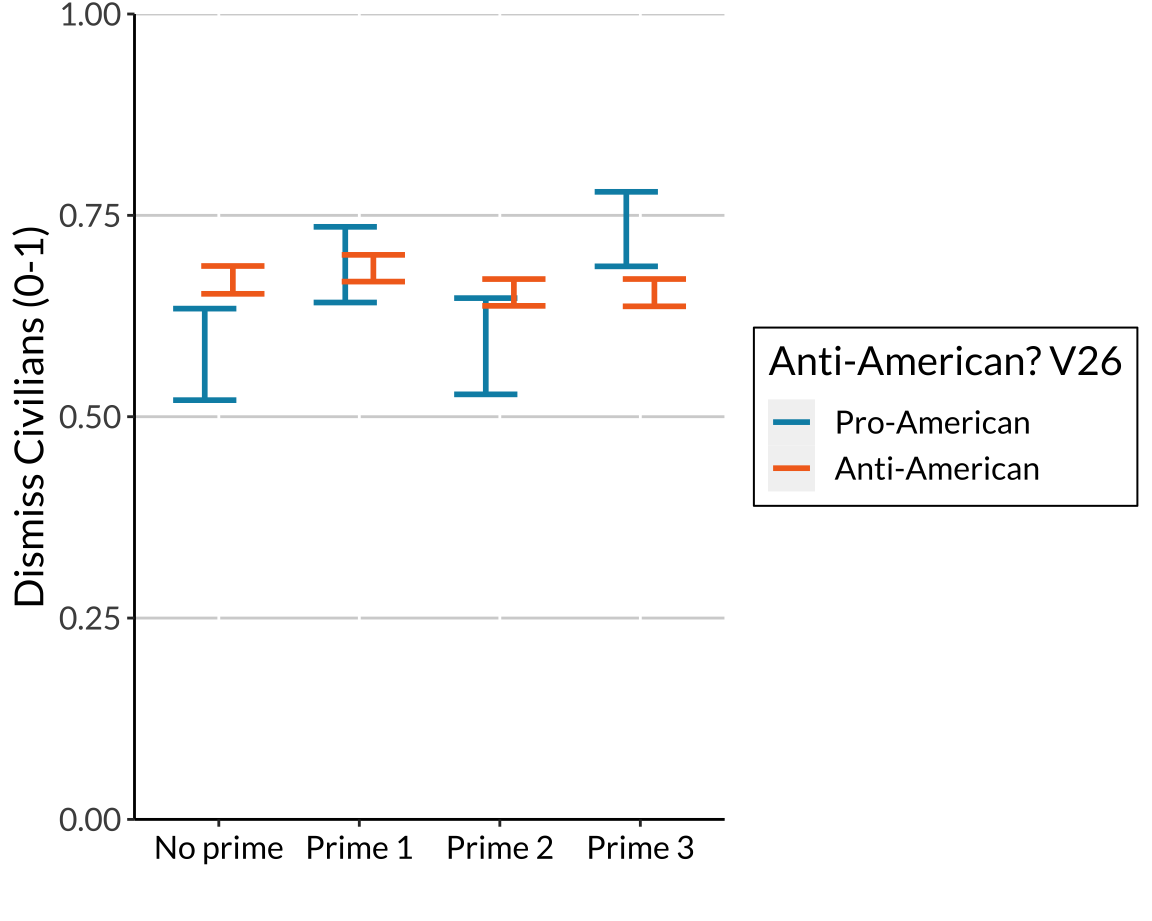 1.00
0.75
0.50
0.25
0.00
Dismiss Civilians (0-1)
No prime
Prime 1
Prime 2
Prime 3
Anti-American? V26
Pro-American
Anti-American